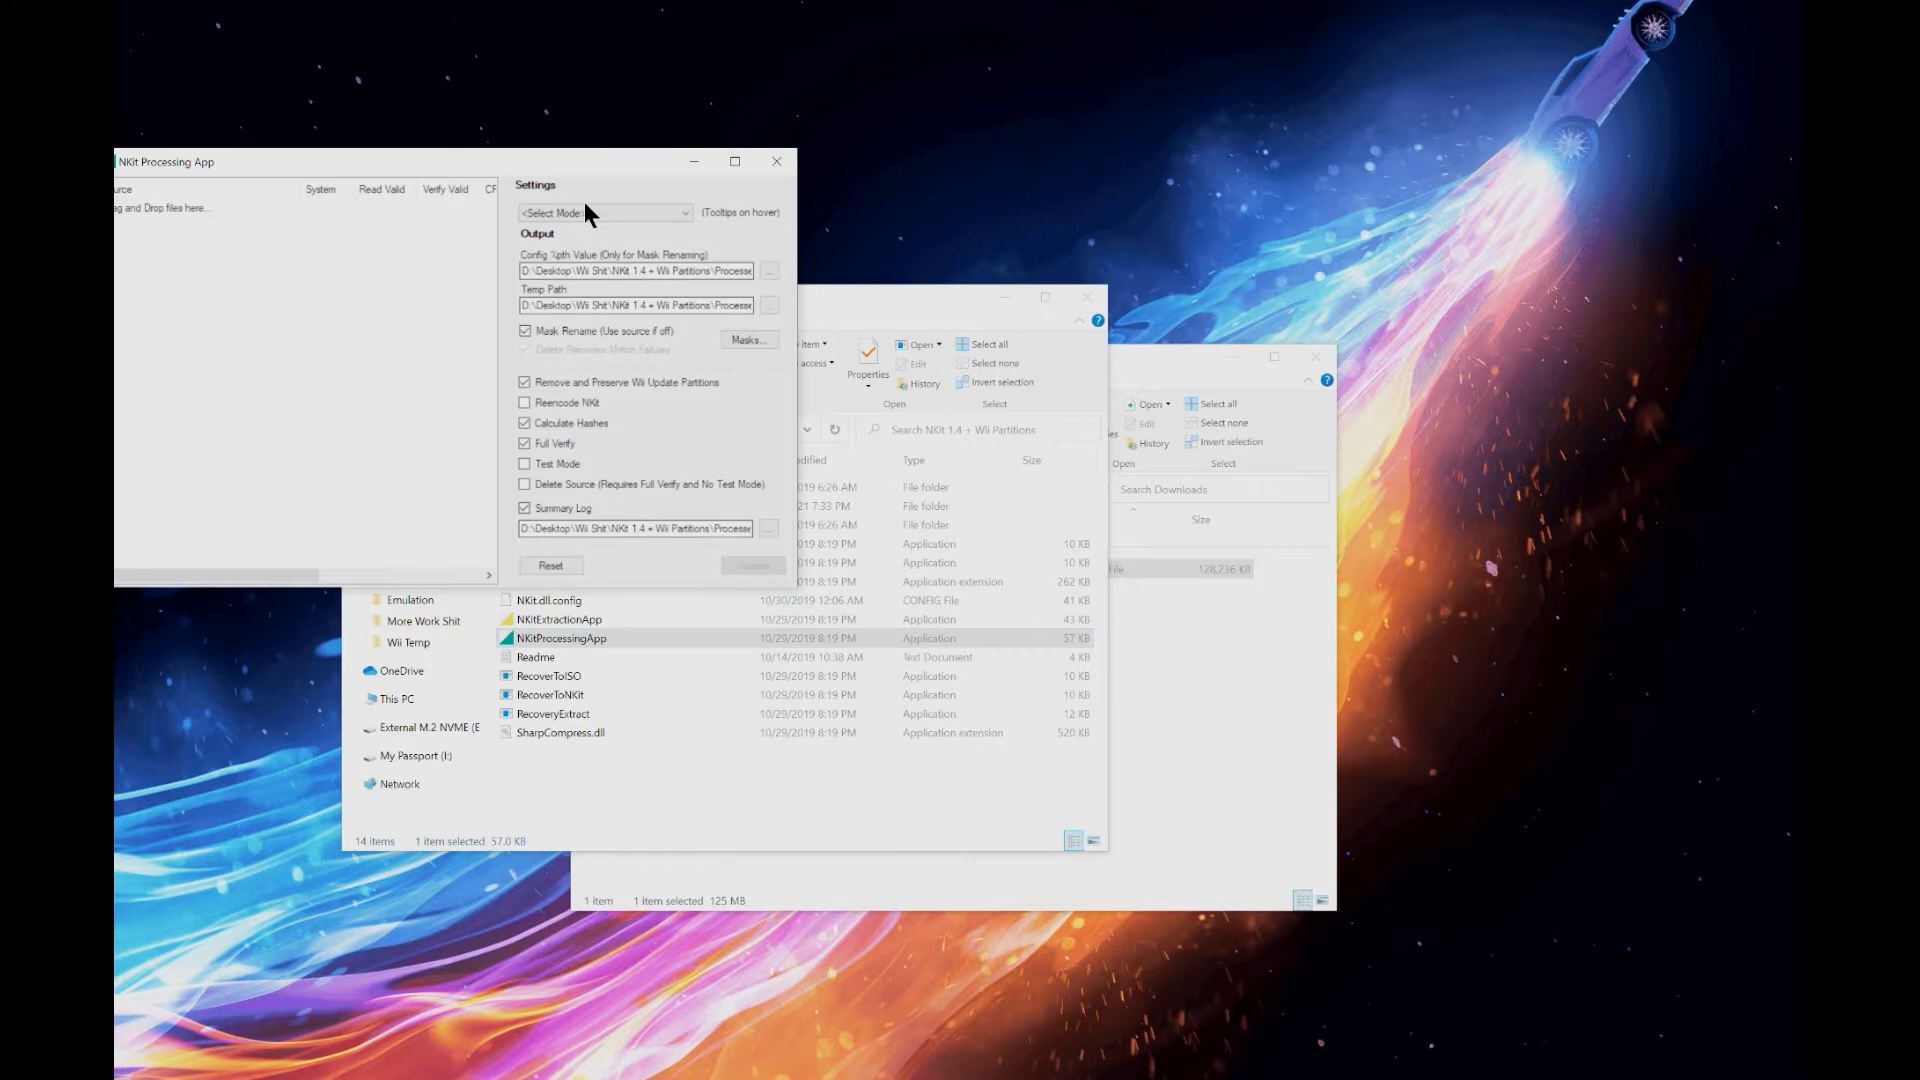 NKit Processing App
urce System Read Valid Verify Valid CF
ag and Drop files here...
Settings
<Select Mode> (Tooltips on hover)
Output
Config %pth Value (Only for Mask Renaming)
D:\Desktop\Wii Shit\NKit 1.4 + Wii Partitions\Processe ...
Temp Path
D:\Desktop\Wii Shit\NKit 1.4 + Wii Partitions\Processe ...
Mask Rename (Use source if off) Masks...
Delete Recovery Match Failures
Remove and Preserve Wii Update Partitions
Reencode NKit
Calculate Hashes
Full Verify
Test Mode
Delete Source (Requires Full Verify and No Test Mode)
Summary Log
D:\Desktop\Wii Shit\NKit 1.4 + Wii Partitions\Processe ...
Reset
item
access
Properties
Open
Edit
History
Select all
Select none
Invert selection
Open Select
Search NKit 1.4 + Wii Partitions
dified Type Size
019 6:26 AM File folder
21 7:33 PM File folder
019 6:26 AM File folder
019 8:19 PM Application 10 KB
019 8:19 PM Application 10 KB
019 8:19 PM Application extension 262 KB
NKit.dll.config 10/30/2019 12:06 AM CONFIG File 41 KB
NKitExtractionApp 10/29/2019 8:19 PM Application 43 KB
NKitProcessingApp 10/29/2019 8:19 PM Application 57 KB
Readme 10/14/2019 10:38 AM Text Document 4 KB
RecoverToISO 10/29/2019 8:19 PM Application 10 KB
RecoverToNKit 10/29/2019 8:19 PM Application 10 KB
RecoveryExtract 10/29/2019 8:19 PM Application 12 KB
SharpCompress.dll 10/29/2019 8:19 PM Application extension 520 KB
Emulation
More Work Shit
Wii Temp
OneDrive
This PC
External M.2 NVME (E
My Passport (I:)
Network
14 items 1 item selected 57.0 KB
es
Open
Edit
History
Select all
Select none
Invert selection
Open Select
Search Downloads
Size
File 128,236 KB
1 item 1 item selected 125 MB